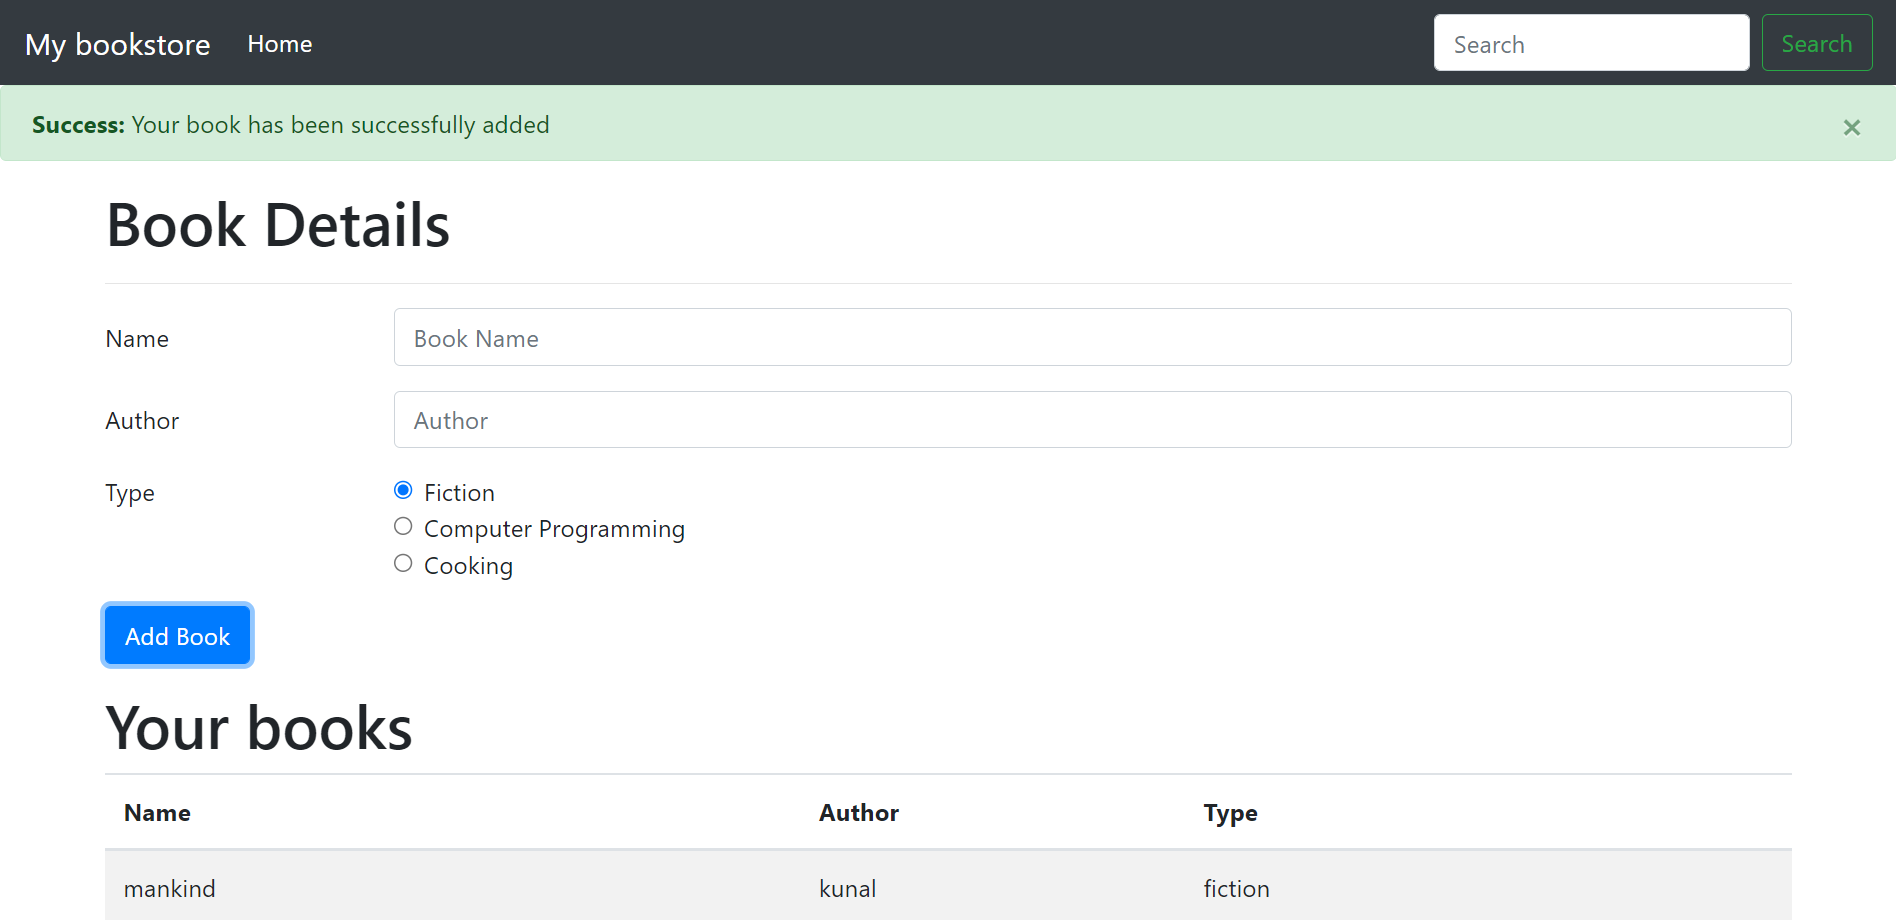 My bookstore Home Search Search
Success: Your book has been successfully added ×
Book Details
Name Book Name
Author Author
Type Fiction
Computer Programming
Cooking
Add Book
Your books
Name Author Type
mankind kunal fiction